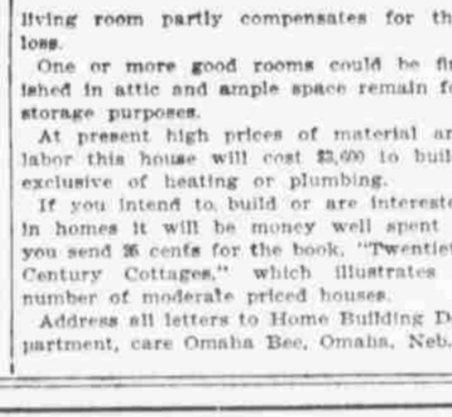 living room partly compensates for th
loss.
One or more good rooms could be fin
ished in attic and ample space remain fo
storage purposes.
At present high prices of material an
labor this house will cost to buil
exclusive of heating or plumbing.
If you intend to build or are intereste
in homes it will be money well spent
you send cents for the book, "Twentiet
Century Cottages," which illustrates
number of moderate priced houses.
Address all letters to Home Building De
partment, care Omaha Bee, Omaha, Neb.